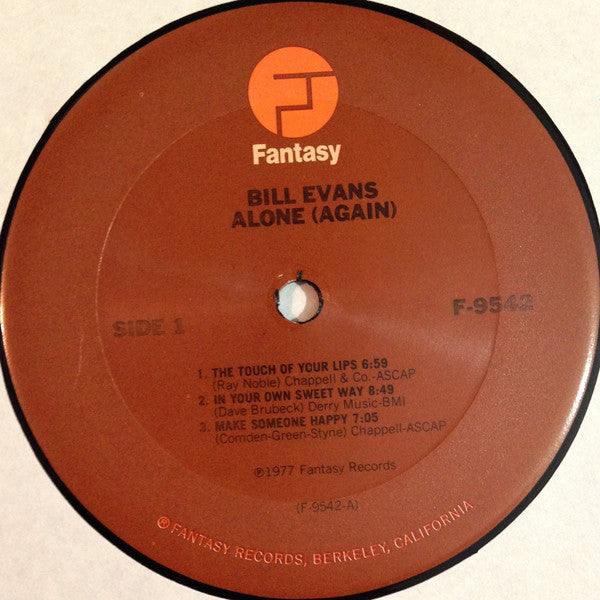 Fantasy
BILL EVANS
ALONE (AGAIN)
SIDE 1
F-9542
1. THE TOUCH OF YOUR LIPS 6:59
(Ray Noble) Chappell & Co.-ASCAP
2. IN YOUR OWN SWEET WAY 8:49
(Dave Brubeck) Derry Music-BMI
3. MAKE SOMEONE HAPPY 7:05
(Comden-Green-Styne) Chappell-ASCAP
℗1977 Fantasy Records
(F-9542-A)
® FANTASY RECORDS, BERKELEY, CALIFORNIA